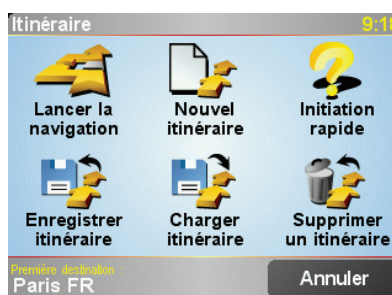 Itinéraire 9:18
Lancer la navigation
Nouvel itinéraire
Initiation rapide
Enregistrer itinéraire
Charger itinéraire
Supprimer un itinéraire
Première destination :
Paris FR
Annuler